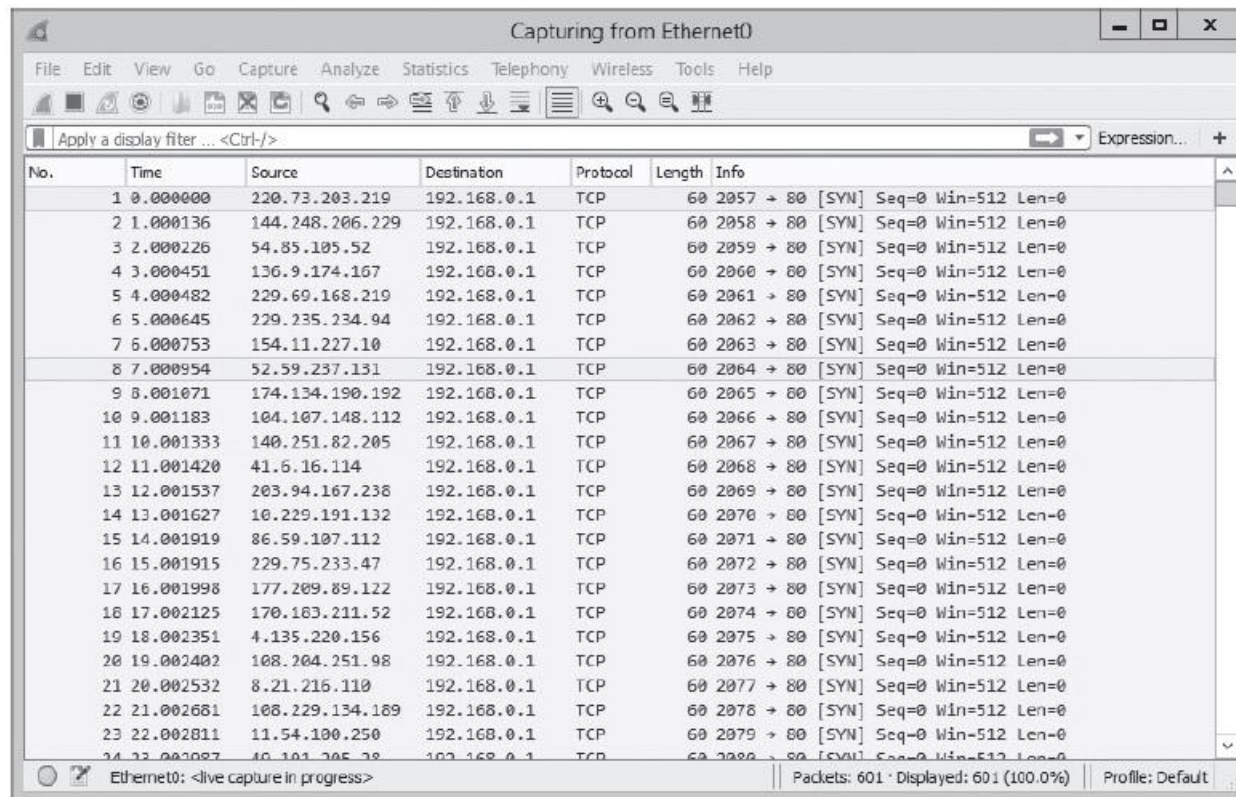 Capturing from Ethernet0
File Edit View Go Capture Analyze Statistics Telephony Wireless Tools Help
Apply a display filter ... <Ctrl-/> Expression... +
No. Time Source Destination Protocol Length Info
1 0.000000 220.73.203.219 192.168.0.1 TCP 60 2057 → 80 [SYN] Seq=0 Win=512 Len=0
2 1.000136 144.248.206.229 192.168.0.1 TCP 60 2058 → 80 [SYN] Seq=0 Win=512 Len=0
3 2.000226 54.85.105.52 192.168.0.1 TCP 60 2059 → 80 [SYN] Seq=0 Win=512 Len=0
4 3.000451 136.9.174.167 192.168.0.1 TCP 60 2060 → 80 [SYN] Seq=0 Win=512 Len=0
5 4.000482 229.69.168.219 192.168.0.1 TCP 60 2061 → 80 [SYN] Seq=0 Win=512 Len=0
6 5.000645 229.235.234.94 192.168.0.1 TCP 60 2062 → 80 [SYN] Seq=0 Win=512 Len=0
7 6.000753 154.11.227.10 192.168.0.1 TCP 60 2063 → 80 [SYN] Seq=0 Win=512 Len=0
8 7.000954 52.59.237.131 192.168.0.1 TCP 60 2064 → 80 [SYN] Seq=0 Win=512 Len=0
9 8.001071 174.134.190.192 192.168.0.1 TCP 60 2065 → 80 [SYN] Seq=0 Win=512 Len=0
10 9.001183 104.107.148.112 192.168.0.1 TCP 60 2066 → 80 [SYN] Seq=0 Win=512 Len=0
11 10.001333 140.251.82.205 192.168.0.1 TCP 60 2067 → 80 [SYN] Seq=0 Win=512 Len=0
12 11.001420 41.6.16.114 192.168.0.1 TCP 60 2068 → 80 [SYN] Seq=0 Win=512 Len=0
13 12.001537 203.94.167.238 192.168.0.1 TCP 60 2069 → 80 [SYN] Seq=0 Win=512 Len=0
14 13.001627 10.229.191.132 192.168.0.1 TCP 60 2070 → 80 [SYN] Seq=0 Win=512 Len=0
15 14.001919 86.59.107.112 192.168.0.1 TCP 60 2071 → 80 [SYN] Seq=0 Win=512 Len=0
16 15.001915 229.75.233.47 192.168.0.1 TCP 60 2072 → 80 [SYN] Seq=0 Win=512 Len=0
17 16.001998 177.209.89.122 192.168.0.1 TCP 60 2073 → 80 [SYN] Seq=0 Win=512 Len=0
18 17.002125 170.183.211.52 192.168.0.1 TCP 60 2074 → 80 [SYN] Seq=0 Win=512 Len=0
19 18.002351 4.135.220.156 192.168.0.1 TCP 60 2075 → 80 [SYN] Seq=0 Win=512 Len=0
20 19.002402 108.204.251.98 192.168.0.1 TCP 60 2076 → 80 [SYN] Seq=0 Win=512 Len=0
21 20.002532 8.21.216.110 192.168.0.1 TCP 60 2077 → 80 [SYN] Seq=0 Win=512 Len=0
22 21.002681 108.229.134.189 192.168.0.1 TCP 60 2078 → 80 [SYN] Seq=0 Win=512 Len=0
23 22.002811 11.54.100.250 192.168.0.1 TCP 60 2079 → 80 [SYN] Seq=0 Win=512 Len=0
24 23.002987 192.168.0.1 TCP 60 2080 → 80 [SYN] Seq=0 Win=512 Len=0
Ethernet0: <live capture in progress> Packets: 601 · Displayed: 601 (100.0%) Profile: Default